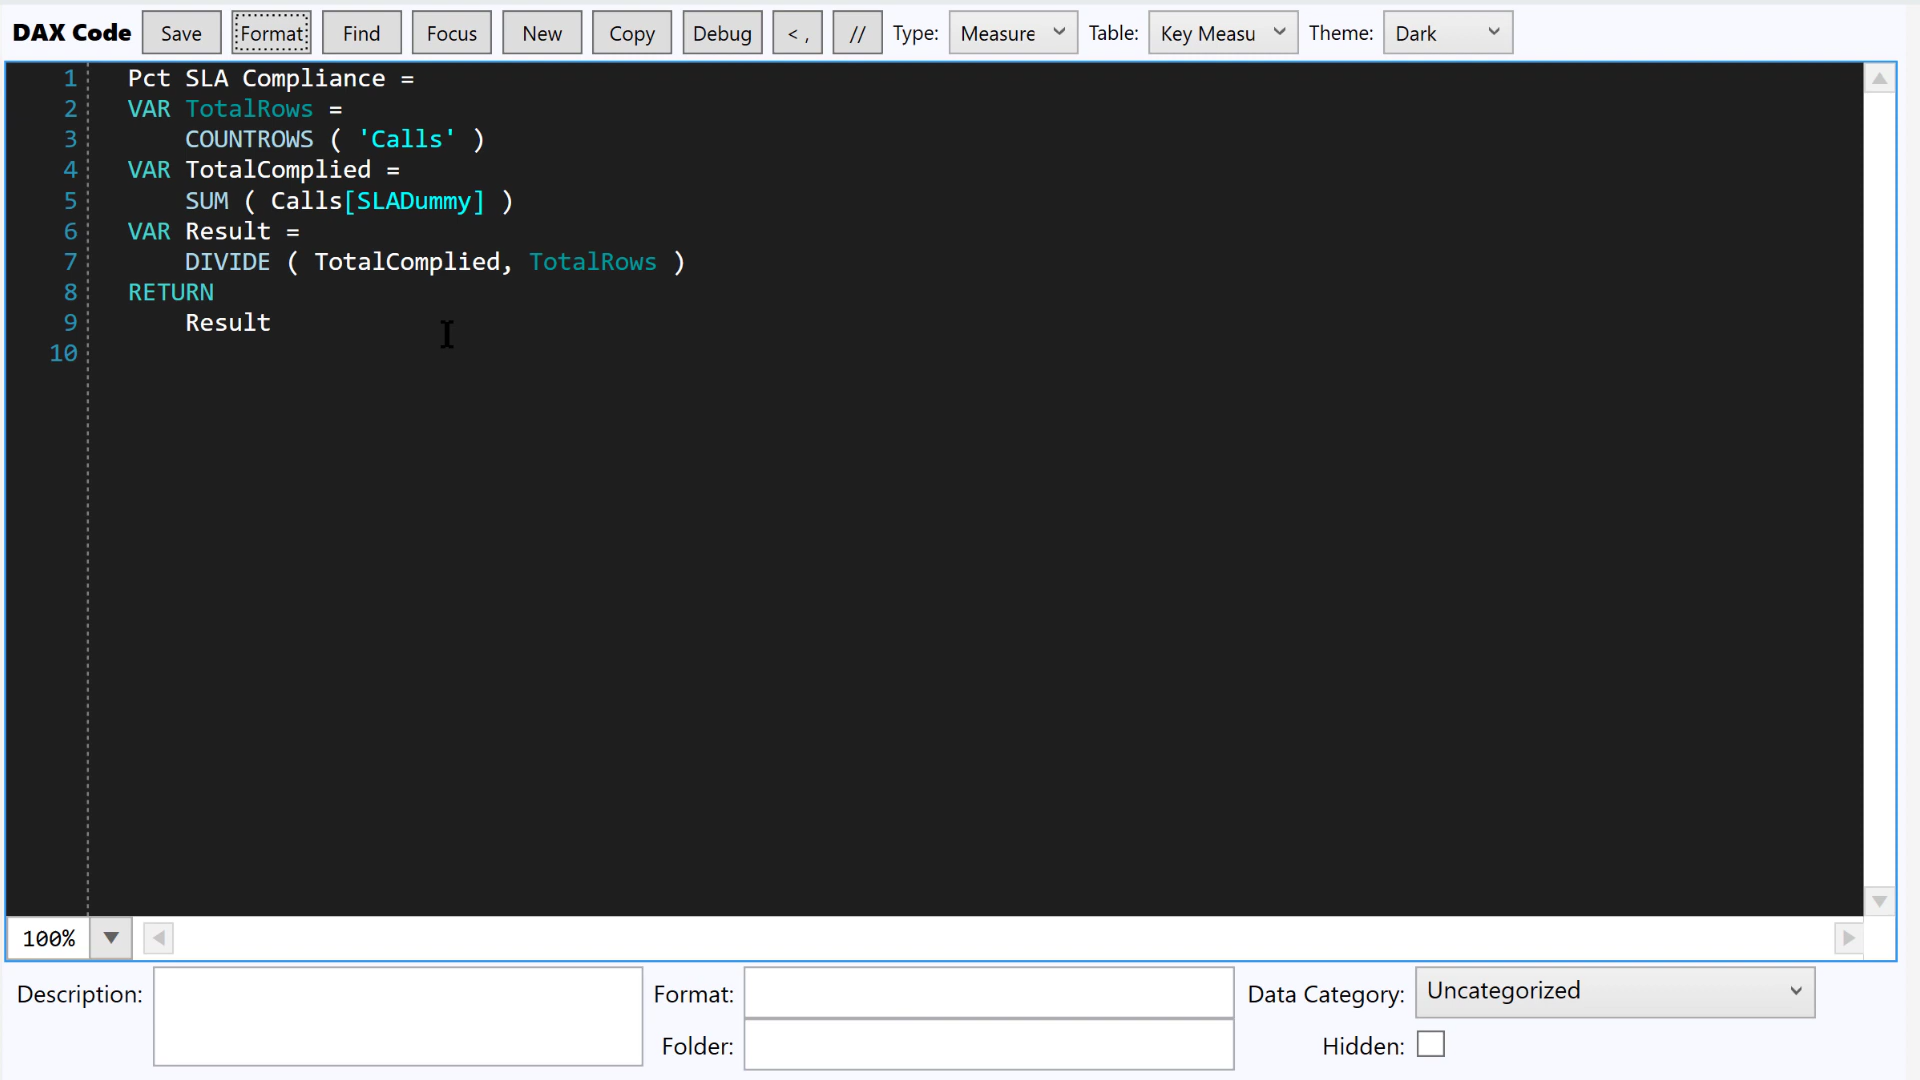 DAX Code Save Format Find Focus New Copy Debug < , // Type: Measure Table: Key Measu Theme: Dark
1 Pct SLA Compliance =
2 VAR TotalRows =
3 COUNTROWS ( 'Calls' )
4 VAR TotalComplied =
5 SUM ( Calls[SLADummy] )
6 VAR Result =
7 DIVIDE ( TotalComplied, TotalRows )
8 RETURN
9 Result
10
100%
Description: Format: Data Category: Uncategorized
Folder: Hidden: